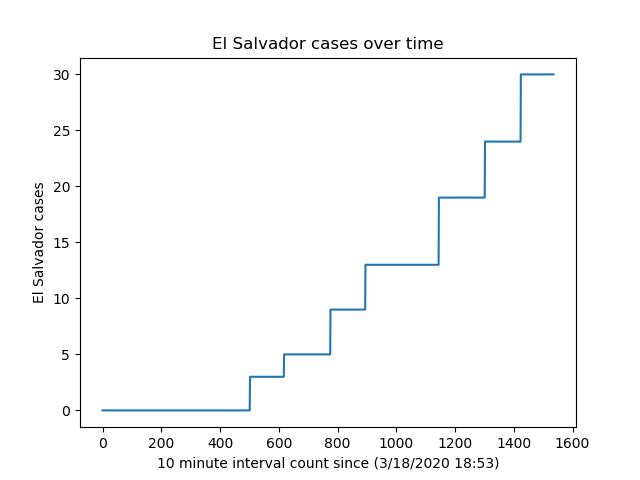 El Salvador cases over time
El Salvador cases
30
25
20
15
10
5
0
0 200 400 600 800 1000 1200 1400 1600
10 minute interval count since (3/18/2020 18:53)